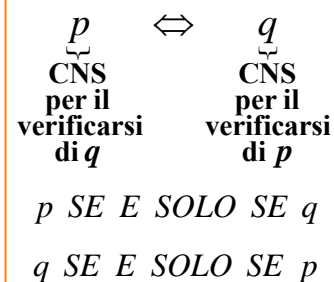 p ⇔ q
CNS CNS
per il per il
verificarsi verificarsi
di q di p
p SE E SOLO SE q
q SE E SOLO SE p